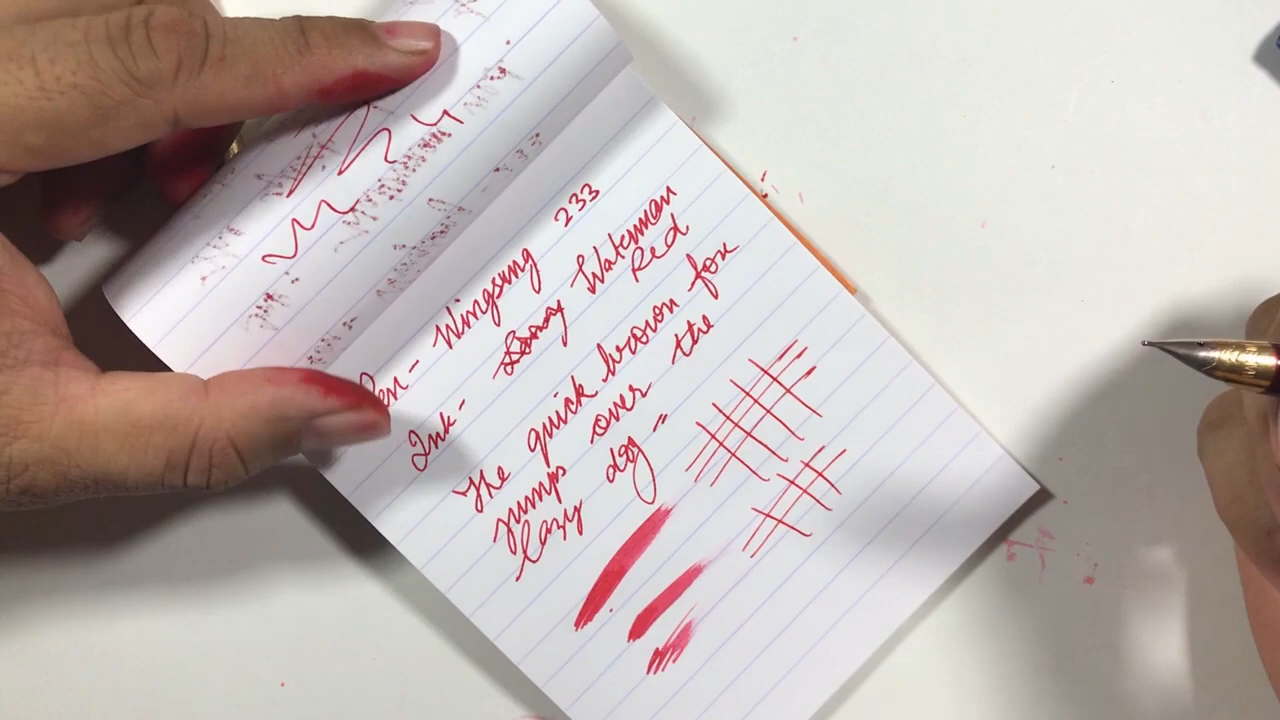 Pen- Wingsung 233
Ink- Waterman
Red
The quick brown fox
jumps over the
lazy dog